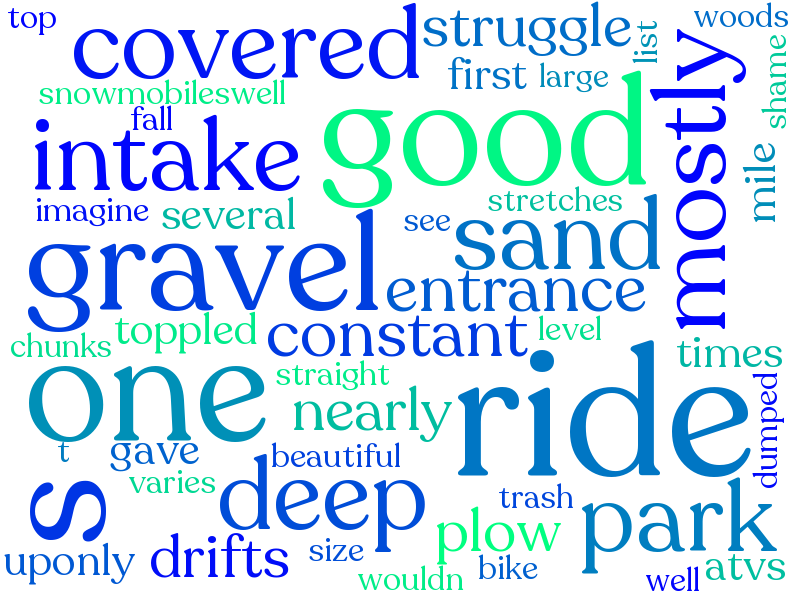 top
covered
struggle
list
woods
first
large
snowmobileswell
good
mostly
shame
fall
intake
mile
imagine
several
stretches
see
sand
gravel
entrance
chunks
toppled
constant
level
times
one
straight
ride
nearly
dumped
t
gave
beautiful
varies
s
deep
trash
park
plow
uponly
drifts
size
bike
wouldn
well
atvs